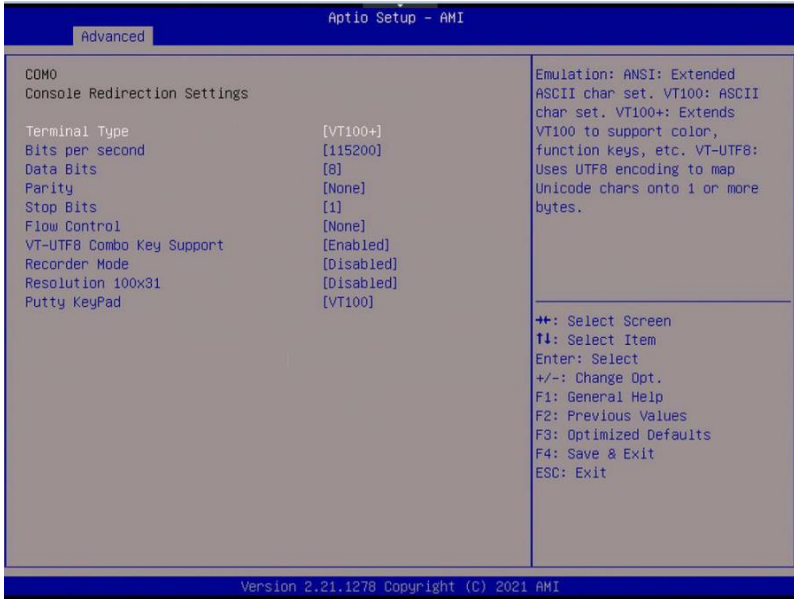 Aptio Setup - AMI
Advanced
COM0
Console Redirection Settings
Terminal Type [VT100+]
Bits per second [115200]
Data Bits [8]
Parity [None]
Stop Bits [1]
Flow Control [None]
VT-UTF8 Combo Key Support [Enabled]
Recorder Mode [Disabled]
Resolution 100x31 [Disabled]
Putty KeyPad [VT100]
Emulation: ANSI: Extended
ASCII char set. VT100: ASCII
char set. VT100+: Extends
VT100 to support color,
function keys, etc. VT-UTF8:
Uses UTF8 encoding to map
Unicode chars onto 1 or more
bytes.
→←: Select Screen
↑↓: Select Item
Enter: Select
+/-: Change Opt.
F1: General Help
F2: Previous Values
F3: Optimized Defaults
F4: Save & Exit
ESC: Exit
Version 2.21.1278 Copyright (C) 2021 AMI